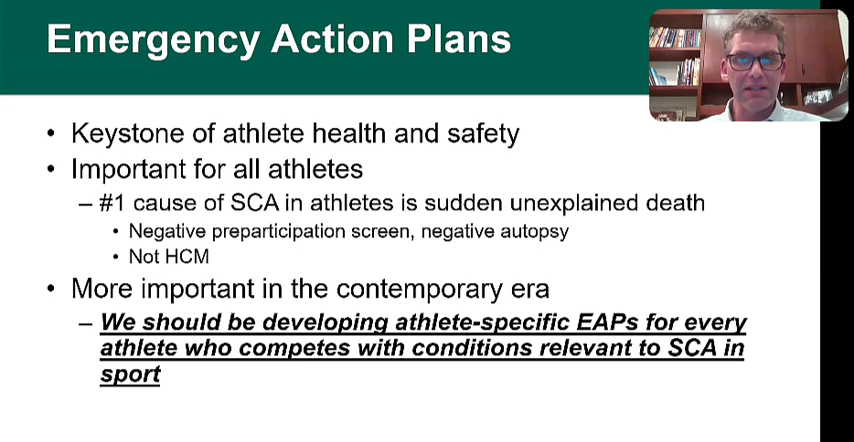 Emergency Action Plans
• Keystone of athlete health and safety
• Important for all athletes
– #1 cause of SCA in athletes is sudden unexplained death
• Negative preparticipation screen, negative autopsy
• Not HCM
• More important in the contemporary era
– We should be developing athlete-specific EAPs for every
athlete who competes with conditions relevant to SCA in
sport